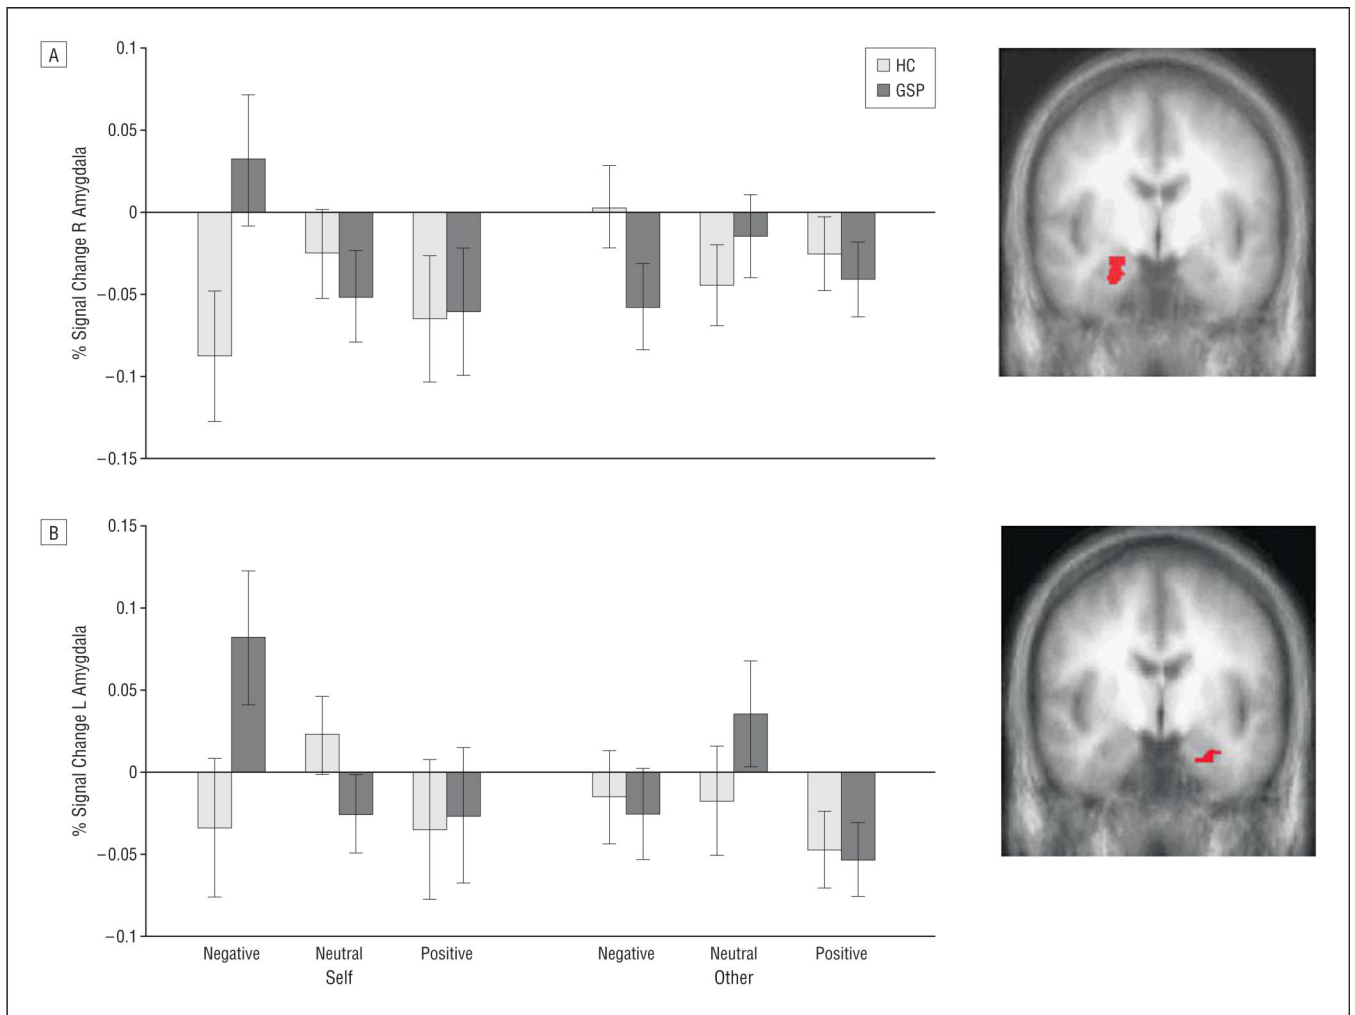 A
0.1
0.05
0
−0.05
−0.1
−0.15
% Signal Change R Amygdala
HC
GSP
B
0.15
0.1
0.05
0
−0.05
−0.1
% Signal Change L Amygdala
Negative Neutral Positive Negative Neutral Positive
Self Other